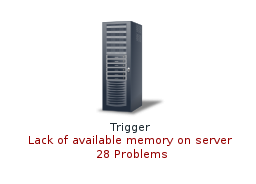 Trigger
Lack of available memory on server
28 Problems